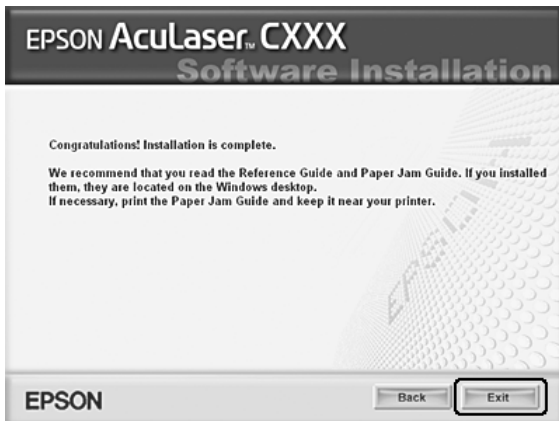 EPSON AcuLaser™ CXXX
Software Installation
Congratulations! Installation is complete.
We recommend that you read the Reference Guide and Paper Jam Guide. If you installed
them, they are located on the Windows desktop.
If necessary, print the Paper Jam Guide and keep it near your printer.
EPSON
EPSON
Back
Exit